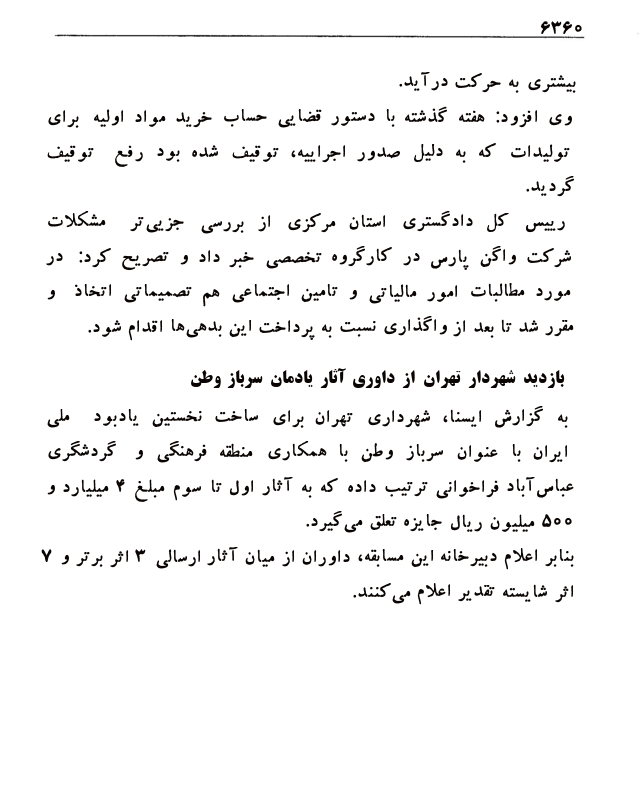 ۶۳۶۰
بیشتری به حرکت درآید.
وی افزود: هفته گذشته با دستور قضایی حساب خرید مواد اولیه برای
تولیدات که به دلیل صدور اجراییه، توقیف شده بود رفع توقیف
گردید.
رییس کل دادگستری استان مرکزی از بررسی جزیی‌تر مشکلات
شرکت واگن پارس در کارگروه تخصصی خبر داد و تصریح کرد: در
مورد مطالبات امور مالیاتی و تامین اجتماعی هم تصمیماتی اتخاذ و
مقرر شد تا بعد از واگذاری نسبت به پرداخت این بدهی‌ها اقدام شود.
بازدید شهردار تهران از داوری آثار یادمان سرباز وطن
به گزارش ایسنا، شهرداری تهران برای ساخت نخستین یادبود ملی
ایران با عنوان سرباز وطن با همکاری منطقه فرهنگی و گردشگری
عباس‌آباد فراخوانی ترتیب داده که به آثار اول تا سوم مبلغ ۴ میلیارد و
۵۰۰ میلیون ریال جایزه تعلق می‌گیرد.
بنابر اعلام دبیرخانه این مسابقه، داوران از میان آثار ارسالی ۳ اثر برتر و ۷
اثر شایسته تقدیر اعلام می‌کنند.